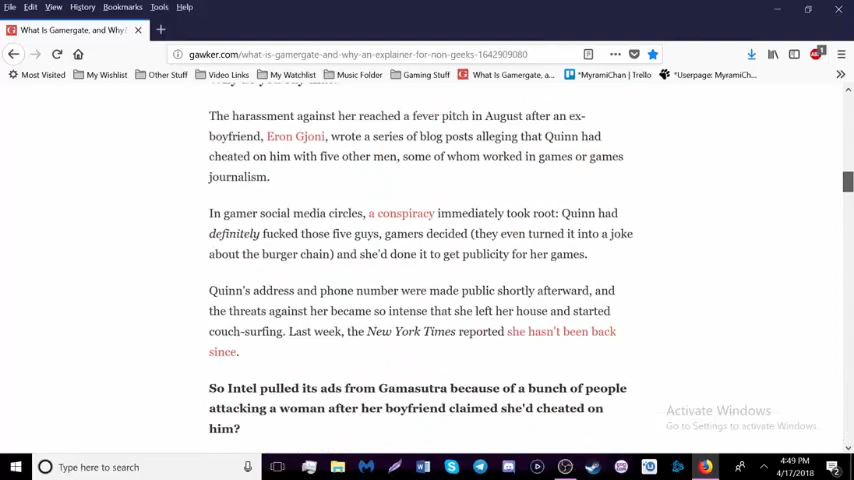 File Edit View History Bookmarks Tools Help
What Is Gamergate, and Why?
gawker.com/what-is-gamergate-and-why-an-explainer-for-non-geeks-1642909080
Most Visited My Wishlist Other Stuff Video Links My Watchlist Music Folder Gaming Stuff What Is Gamergate, a... *MyramiChan | Trello *Userpage: MyramiCh...
The harassment against her reached a fever pitch in August after an ex-
boyfriend, Eron Gjoni, wrote a series of blog posts alleging that Quinn had
cheated on him with five other men, some of whom worked in games or games
journalism.
In gamer social media circles, a conspiracy immediately took root: Quinn had
definitely fucked those five guys, gamers decided (they even turned it into a joke
about the burger chain) and she'd done it to get publicity for her games.
Quinn's address and phone number were made public shortly afterward, and
the threats against her became so intense that she left her house and started
couch-surfing. Last week, the New York Times reported she hasn't been back
since.
So Intel pulled its ads from Gamasutra because of a bunch of people
attacking a woman after her boyfriend claimed she'd cheated on
him?
Activate Windows
Go to Settings to activate Windows.
Type here to search
4:49 PM
4/17/2018